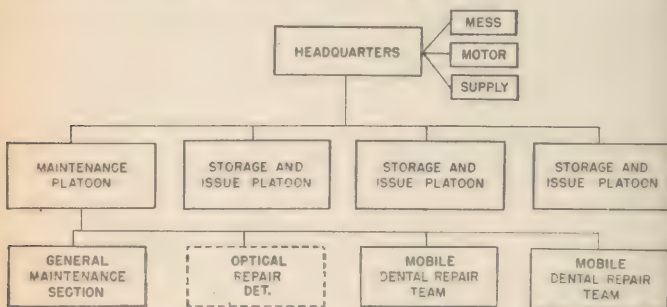 MESS
HEADQUARTERS
MOTOR
SUPPLY
MAINTENANCE
PLATOON
STORAGE AND
ISSUE PLATOON
STORAGE AND
ISSUE PLATOON
STORAGE AND
ISSUE PLATOON
GENERAL
MAINTENANCE
SECTION
OPTICAL
REPAIR
DET.
MOBILE
DENTAL REPAIR
TEAM
MOBILE
DENTAL REPAIR
TEAM